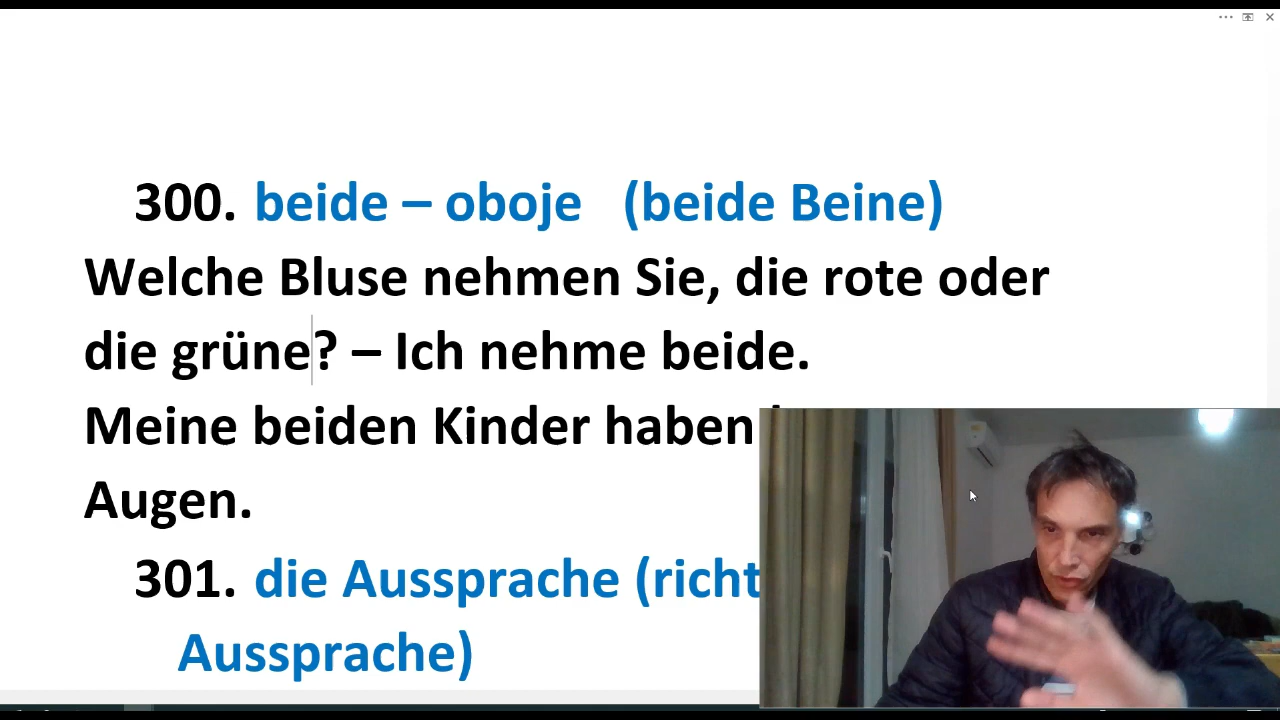 300. beide – oboje (beide Beine)
Welche Bluse nehmen Sie, die rote oder
die grüne? – Ich nehme beide.
Meine beiden Kinder haben
Augen.
301. die Aussprache (richt
Aussprache)